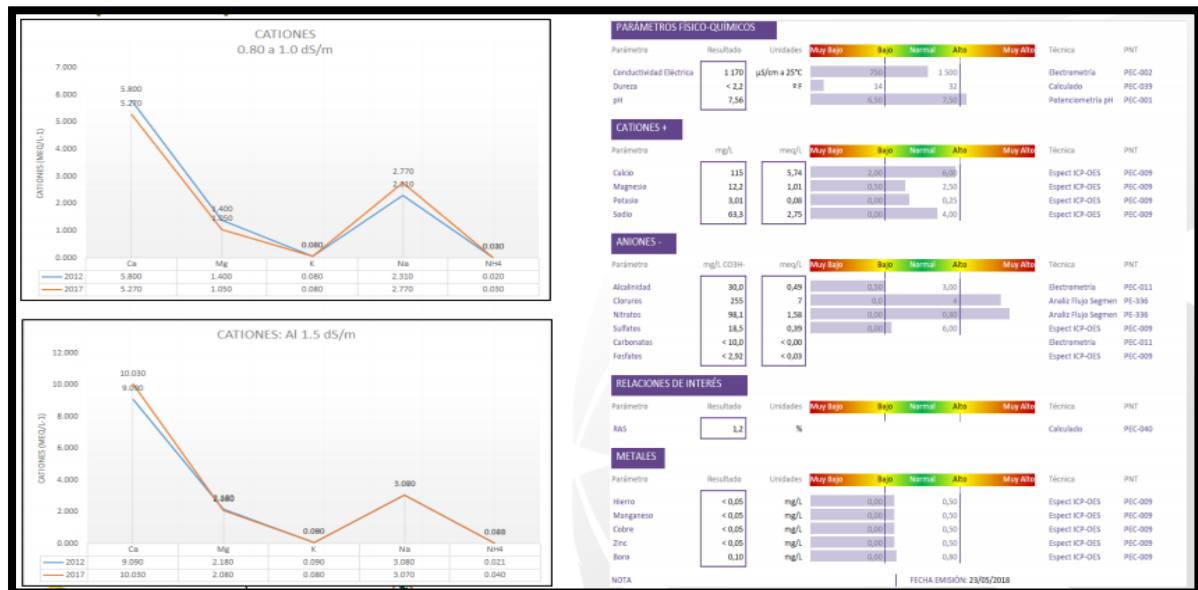 CATIONES
0.80 a 1.0 dS/m
CATIONES (MEQ/L-1)
7.000
6.000
5.000
4.000
3.000
2.000
1.000
0.000
5.800
5.270
1.400
1.050
0.080
2.770
2.310
Ca Mg K Na NH4
2012 5.800 1.400 0.080 2.310 0.020
2017 5.270 1.050 0.080 2.770 0.030
CATIONES: Al 1.5 dS/m
CATIONES (MEQ/L-1)
12.000
10.000
8.000
6.000
4.000
2.000
0.000
10.030
9.090
3.080
Ca Mg K Na NH4
2012 9.090 2.180 0.090 3.080 0.021
2017 10.030 2.080 0.080 3.070 0.040
PARÁMETROS FÍSICO-QUÍMICOS
Parámetro Resultado Unidades Muy Bajo Bajo Normal Alto Muy Alto Técnica PNT
Conductividad Eléctrica 1 170 µS/cm a 25°C 750 1 500 Electrometría PEC-002
Dureza < 2,2 º F 14 32 Calculado PEC-039
pH 7,56 6,50 7,50 Potenciometría pH PEC-001
CATIONES +
Parámetro mg/L meq/L Muy Bajo Bajo Normal Alto Muy Alto Técnica PNT
Calcio 115 5,74 2,00 6,00 Espect ICP-OES PEC-009
Magnesio 12,2 1,01 0,50 2,50 Espect ICP-OES PEC-009
Potasio 3,01 0,08 0,00 0,25 Espect ICP-OES PEC-009
Sodio 63,3 2,75 0,00 4,00 Espect ICP-OES PEC-009
ANIONES -
Parámetro mg/L CO3H- meq/L Muy Bajo Bajo Normal Alto Muy Alto Técnica PNT
Alcalinidad 30,0 0,49 0,50 3,00 Electrometría PEC-011
Cloruros 255 7 0,0 4 Analiz Flujo Segmen PE-336
Nitratos 98,1 1,58 0,00 0,80 Analiz Flujo Segmen PE-336
Sulfatos 18,5 0,39 0,00 6,00 Espect ICP-OES PEC-009
Carbonatos < 10,0 < 0,00 Electrometría PEC-011
Fosfatos < 2,92 < 0,03 Espect ICP-OES PEC-009
RELACIONES DE INTERÉS
Parámetro Resultado Unidades Muy Bajo Bajo Normal Alto Muy Alto Técnica PNT
RAS 1,2 % Calculado PEC-040
METALES
Parámetro Resultado Unidades Muy Bajo Bajo Normal Alto Muy Alto Técnica PNT
Hierro < 0,05 mg/L 0,00 0,50 Espect ICP-OES PEC-009
Manganeso < 0,05 mg/L 0,00 0,50 Espect ICP-OES PEC-009
Cobre < 0,05 mg/L 0,00 0,50 Espect ICP-OES PEC-009
Zinc < 0,05 mg/L 0,00 0,50 Espect ICP-OES PEC-009
Boro 0,10 mg/L 0,00 0,80 Espect ICP-OES PEC-009
NOTA FECHA EMISIÓN: 23/05/2018